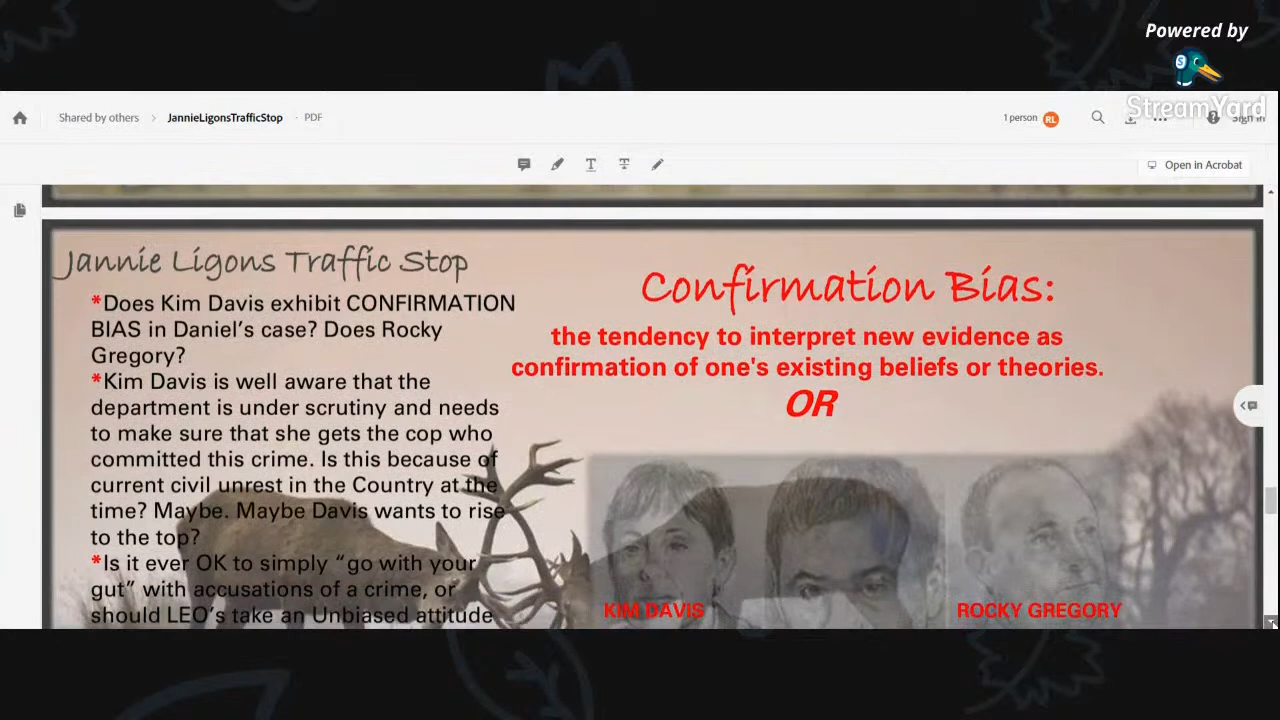 Powered by
StreamYard
Shared by others
JannieLigonsTrafficStop
· PDF
1 person
RL
Sign In
Open in Acrobat
Jannie Ligons Traffic Stop
*Does Kim Davis exhibit CONFIRMATION
BIAS in Daniel's case? Does Rocky
Gregory?
*Kim Davis is well aware that the
department is under scrutiny and needs
to make sure that she gets the cop who
committed this crime. Is this because of
current civil unrest in the Country at the
time? Maybe. Maybe Davis wants to rise
to the top?
*Is it ever OK to simply “go with your
gut” with accusations of a crime, or
should LEO's take an Unbiased attitude
Confirmation Bias:
the tendency to interpret new evidence as
confirmation of one's existing beliefs or theories.
OR
KIM DAVIS
ROCKY GREGORY